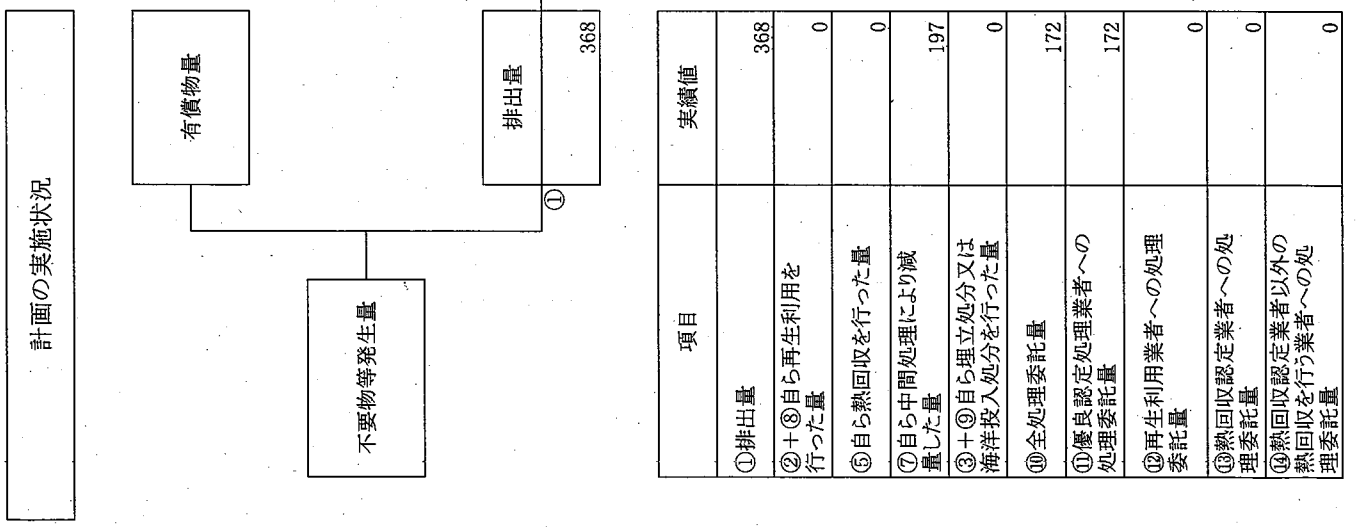 計画の実施状況
有償物量
不要物等発生量
排出量
①
368
項目
実績値
①排出量
368
②+⑧自ら再生利用を
行った量
0
⑤自ら熱回収を行った量
0
⑦自ら中間処理により減
量した量
197
③+⑨自ら埋立処分又は
海洋投入処分を行った量
0
⑩全処理委託量
172
⑪優良認定処理業者への
処理委託量
172
⑫再生利用業者への処理
委託量
0
⑬熱回収認定業者への処
理委託量
0
⑭熱回収認定業者以外の
熱回収を行う業者への処
理委託量
0